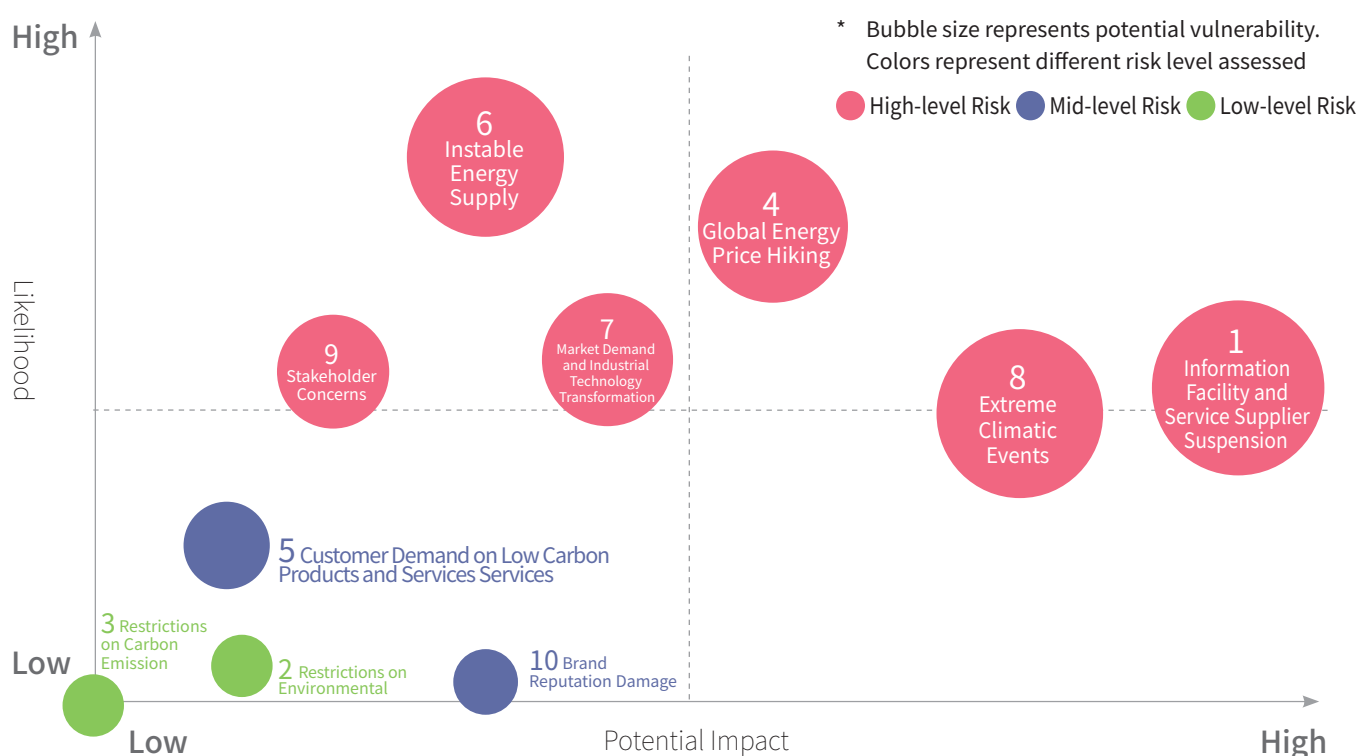 High
* Bubble size represents potential vulnerability.
Colors represent different risk level assessed
High-level Risk Mid-level Risk Low-level Risk
6
Instable
Energy
Supply
4
Global Energy
Price Hiking
Likelihood
9
Stakeholder
Concerns
7
Market Demand
and Industrial
Technology
Transformation
8
Extreme
Climatic
Events
1
Information
Facility and
Service Supplier
Suspension
5 Customer Demand on Low Carbon
Products and Services Services
3 Restrictions
on Carbon
Emission
2 Restrictions on
Environmental
10 Brand
Reputation Damage
Low
Low
Potential Impact
High